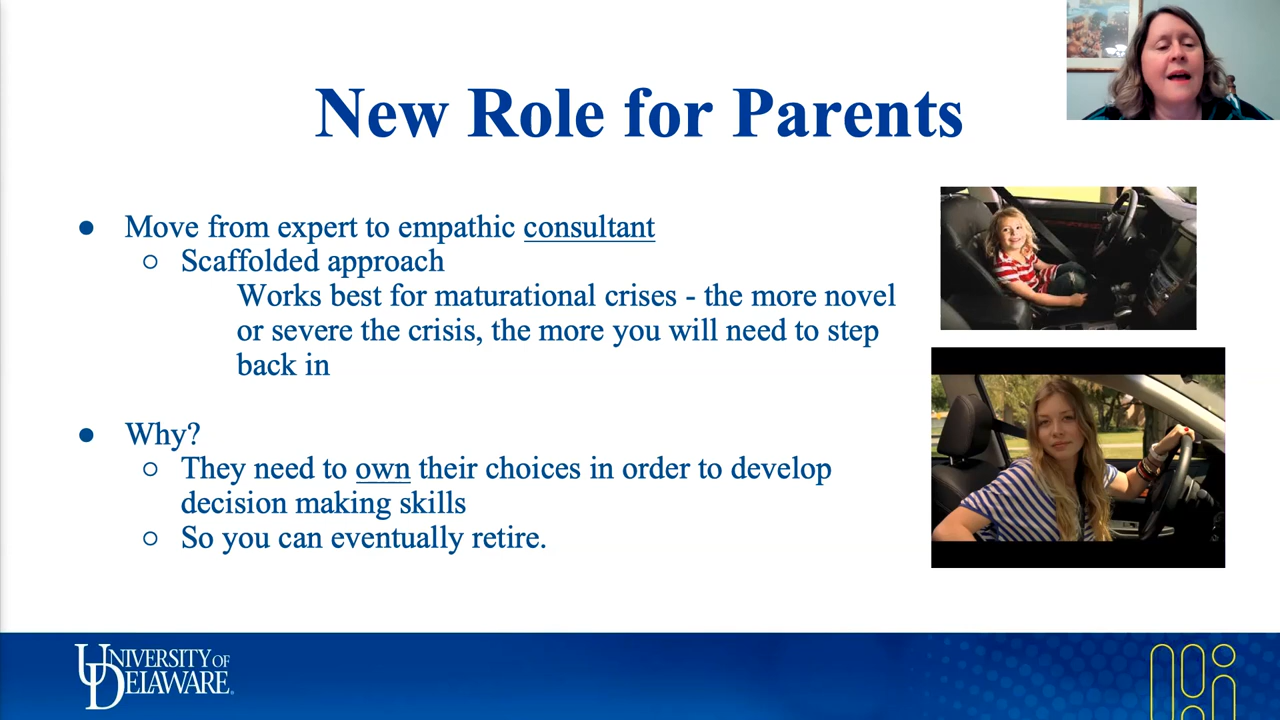 New Role for Parents
● Move from expert to empathic consultant
○ Scaffolded approach
Works best for maturational crises - the more novel
or severe the crisis, the more you will need to step
back in
● Why?
○ They need to own their choices in order to develop
decision making skills
○ So you can eventually retire.
UNIVERSITY OF
DELAWARE.